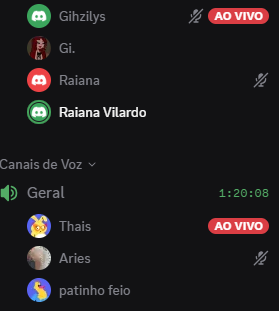 Gihzilys AO VIVO
Gi.
Raiana
Raiana Vilardo
Canais de Voz
Geral 1:20:08
Thais AO VIVO
Aries
patinho feio